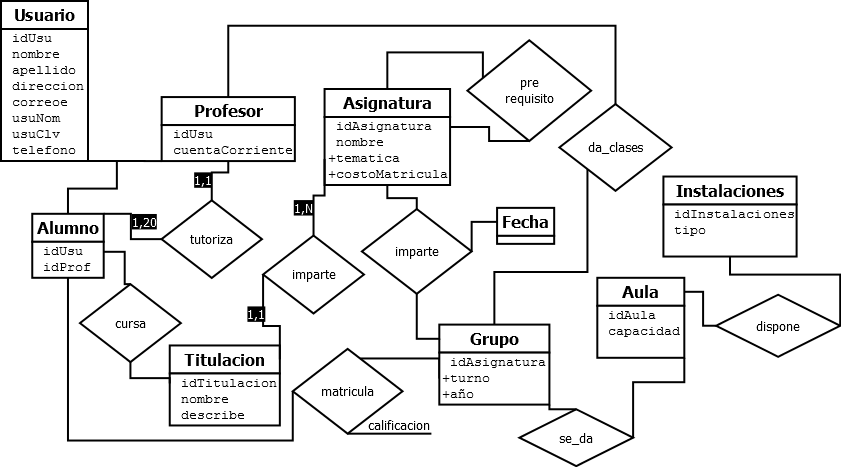 Usuario
idUsu
nombre
apellido
direccion
correoe
usuNom
usuClv
telefono
Profesor
idUsu
cuentaCorriente
Asignatura
idAsignatura
nombre
+tematica
+costoMatricula
pre
requisito
da_clases
Instalaciones
idInstalaciones
tipo
1,1
1,N
1,20
Alumno
idUsu
idProf
tutoriza
imparte
imparte
Fecha
Aula
idAula
capacidad
dispone
1,1
cursa
Titulacion
idTitulacion
nombre
describe
Grupo
idAsignatura
+turno
+año
matricula
calificacion
se_da